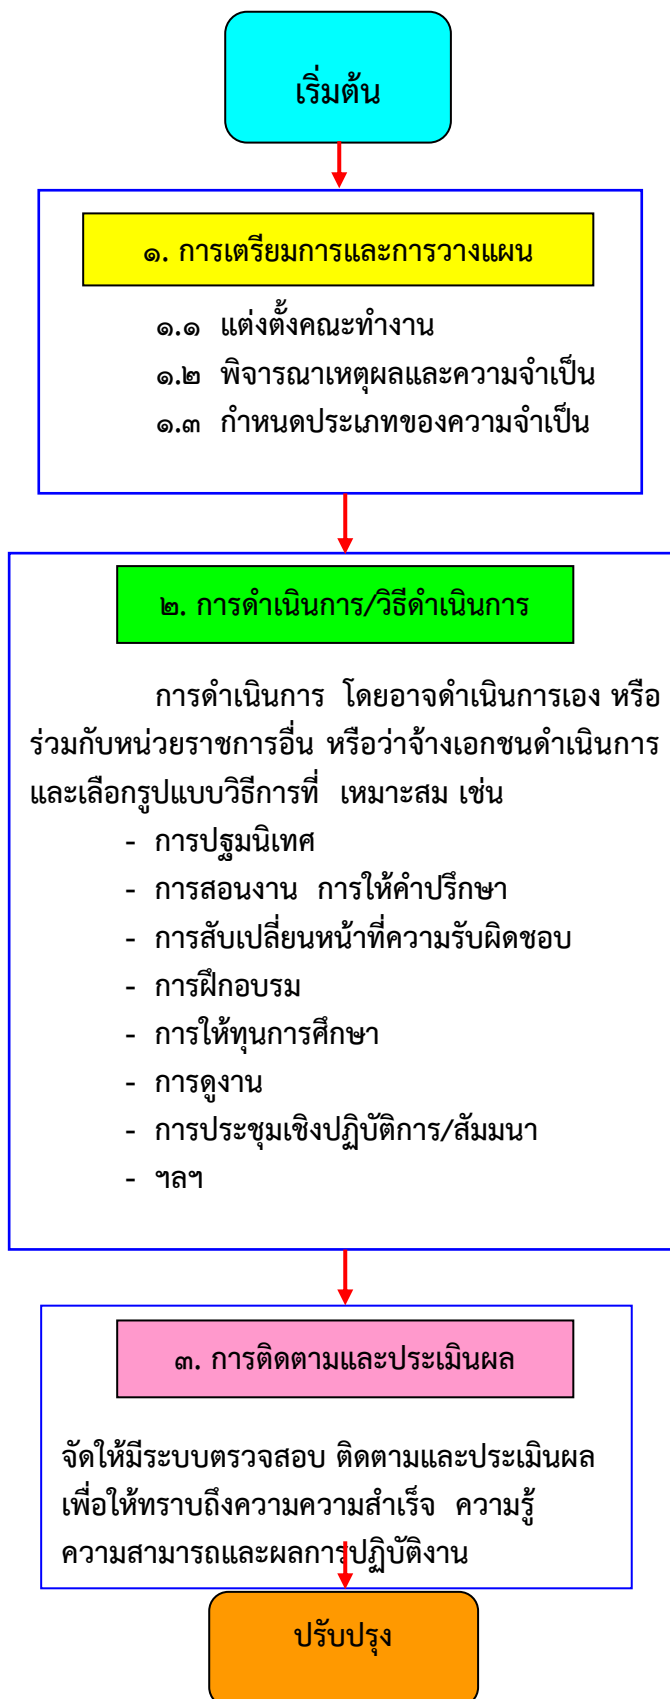 เริ่มต้น
๑. การเตรียมการและการวางแผน
๑.๑ แต่งตั้งคณะทำงาน
๑.๒ พิจารณาเหตุผลและความจำเป็น
๑.๓ กำหนดประเภทของความจำเป็น
๒. การดำเนินการ/วิธีดำเนินการ
การดำเนินการ โดยอาจดำเนินการเอง หรือ
ร่วมกับหน่วยราชการอื่น หรือว่าจ้างเอกชนดำเนินการ
และเลือกรูปแบบวิธีการที่ เหมาะสม เช่น
- การปฐมนิเทศ
- การสอนงาน การให้คำปรึกษา
- การสับเปลี่ยนหน้าที่ความรับผิดชอบ
- การฝึกอบรม
- การให้ทุนการศึกษา
- การดูงาน
- การประชุมเชิงปฏิบัติการ/สัมมนา
- ฯลฯ
๓. การติดตามและประเมินผล
จัดให้มีระบบตรวจสอบ ติดตามและประเมินผล
เพื่อให้ทราบถึงความความสำเร็จ ความรู้
ความสามารถและผลการปฏิบัติงาน
ปรับปรุง